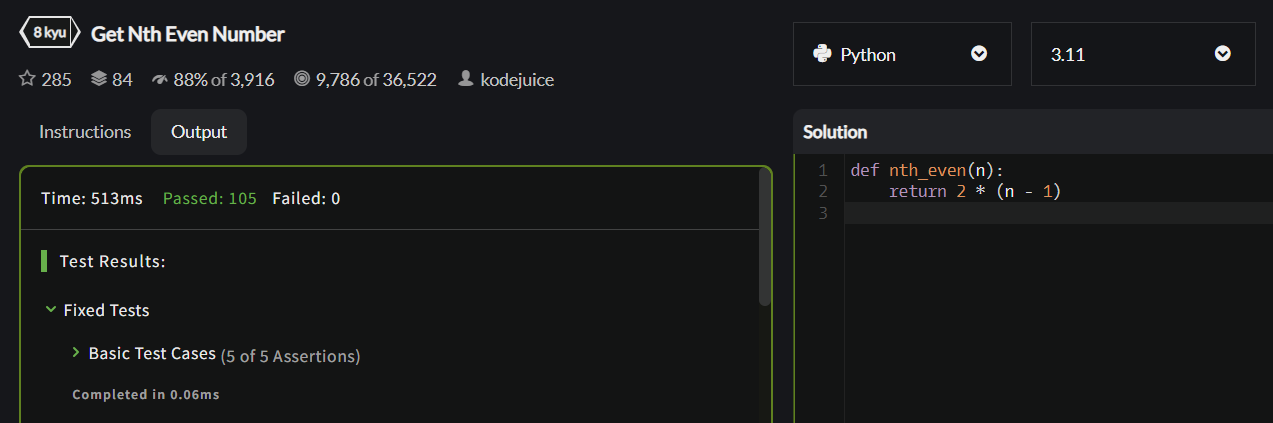 8 kyu Get Nth Even Number
285 84 88% of 3,916 9,786 of 36,522 kodejuice
Instructions Output
Time: 513ms Passed: 105 Failed: 0
Test Results:
Fixed Tests
Basic Test Cases (5 of 5 Assertions)
Completed in 0.06ms
Python 3.11
Solution
1 def nth_even(n):
2     return 2 * (n - 1)
3